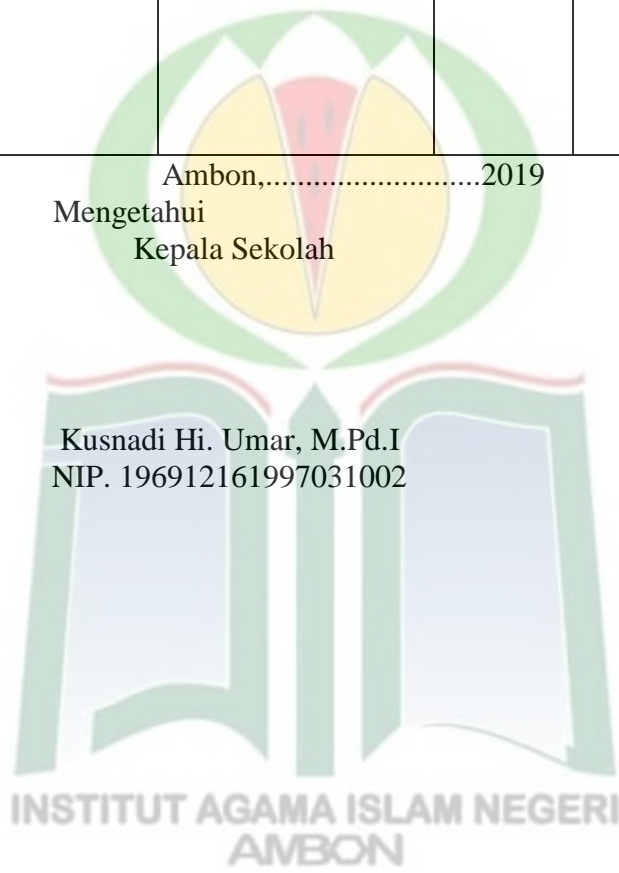 Ambon,..........................2019
Mengetahui
Kepala Sekolah
Kusnadi Hi. Umar, M.Pd.I
NIP. 196912161997031002
INSTITUT AGAMA ISLAM NEGERI
AMBON